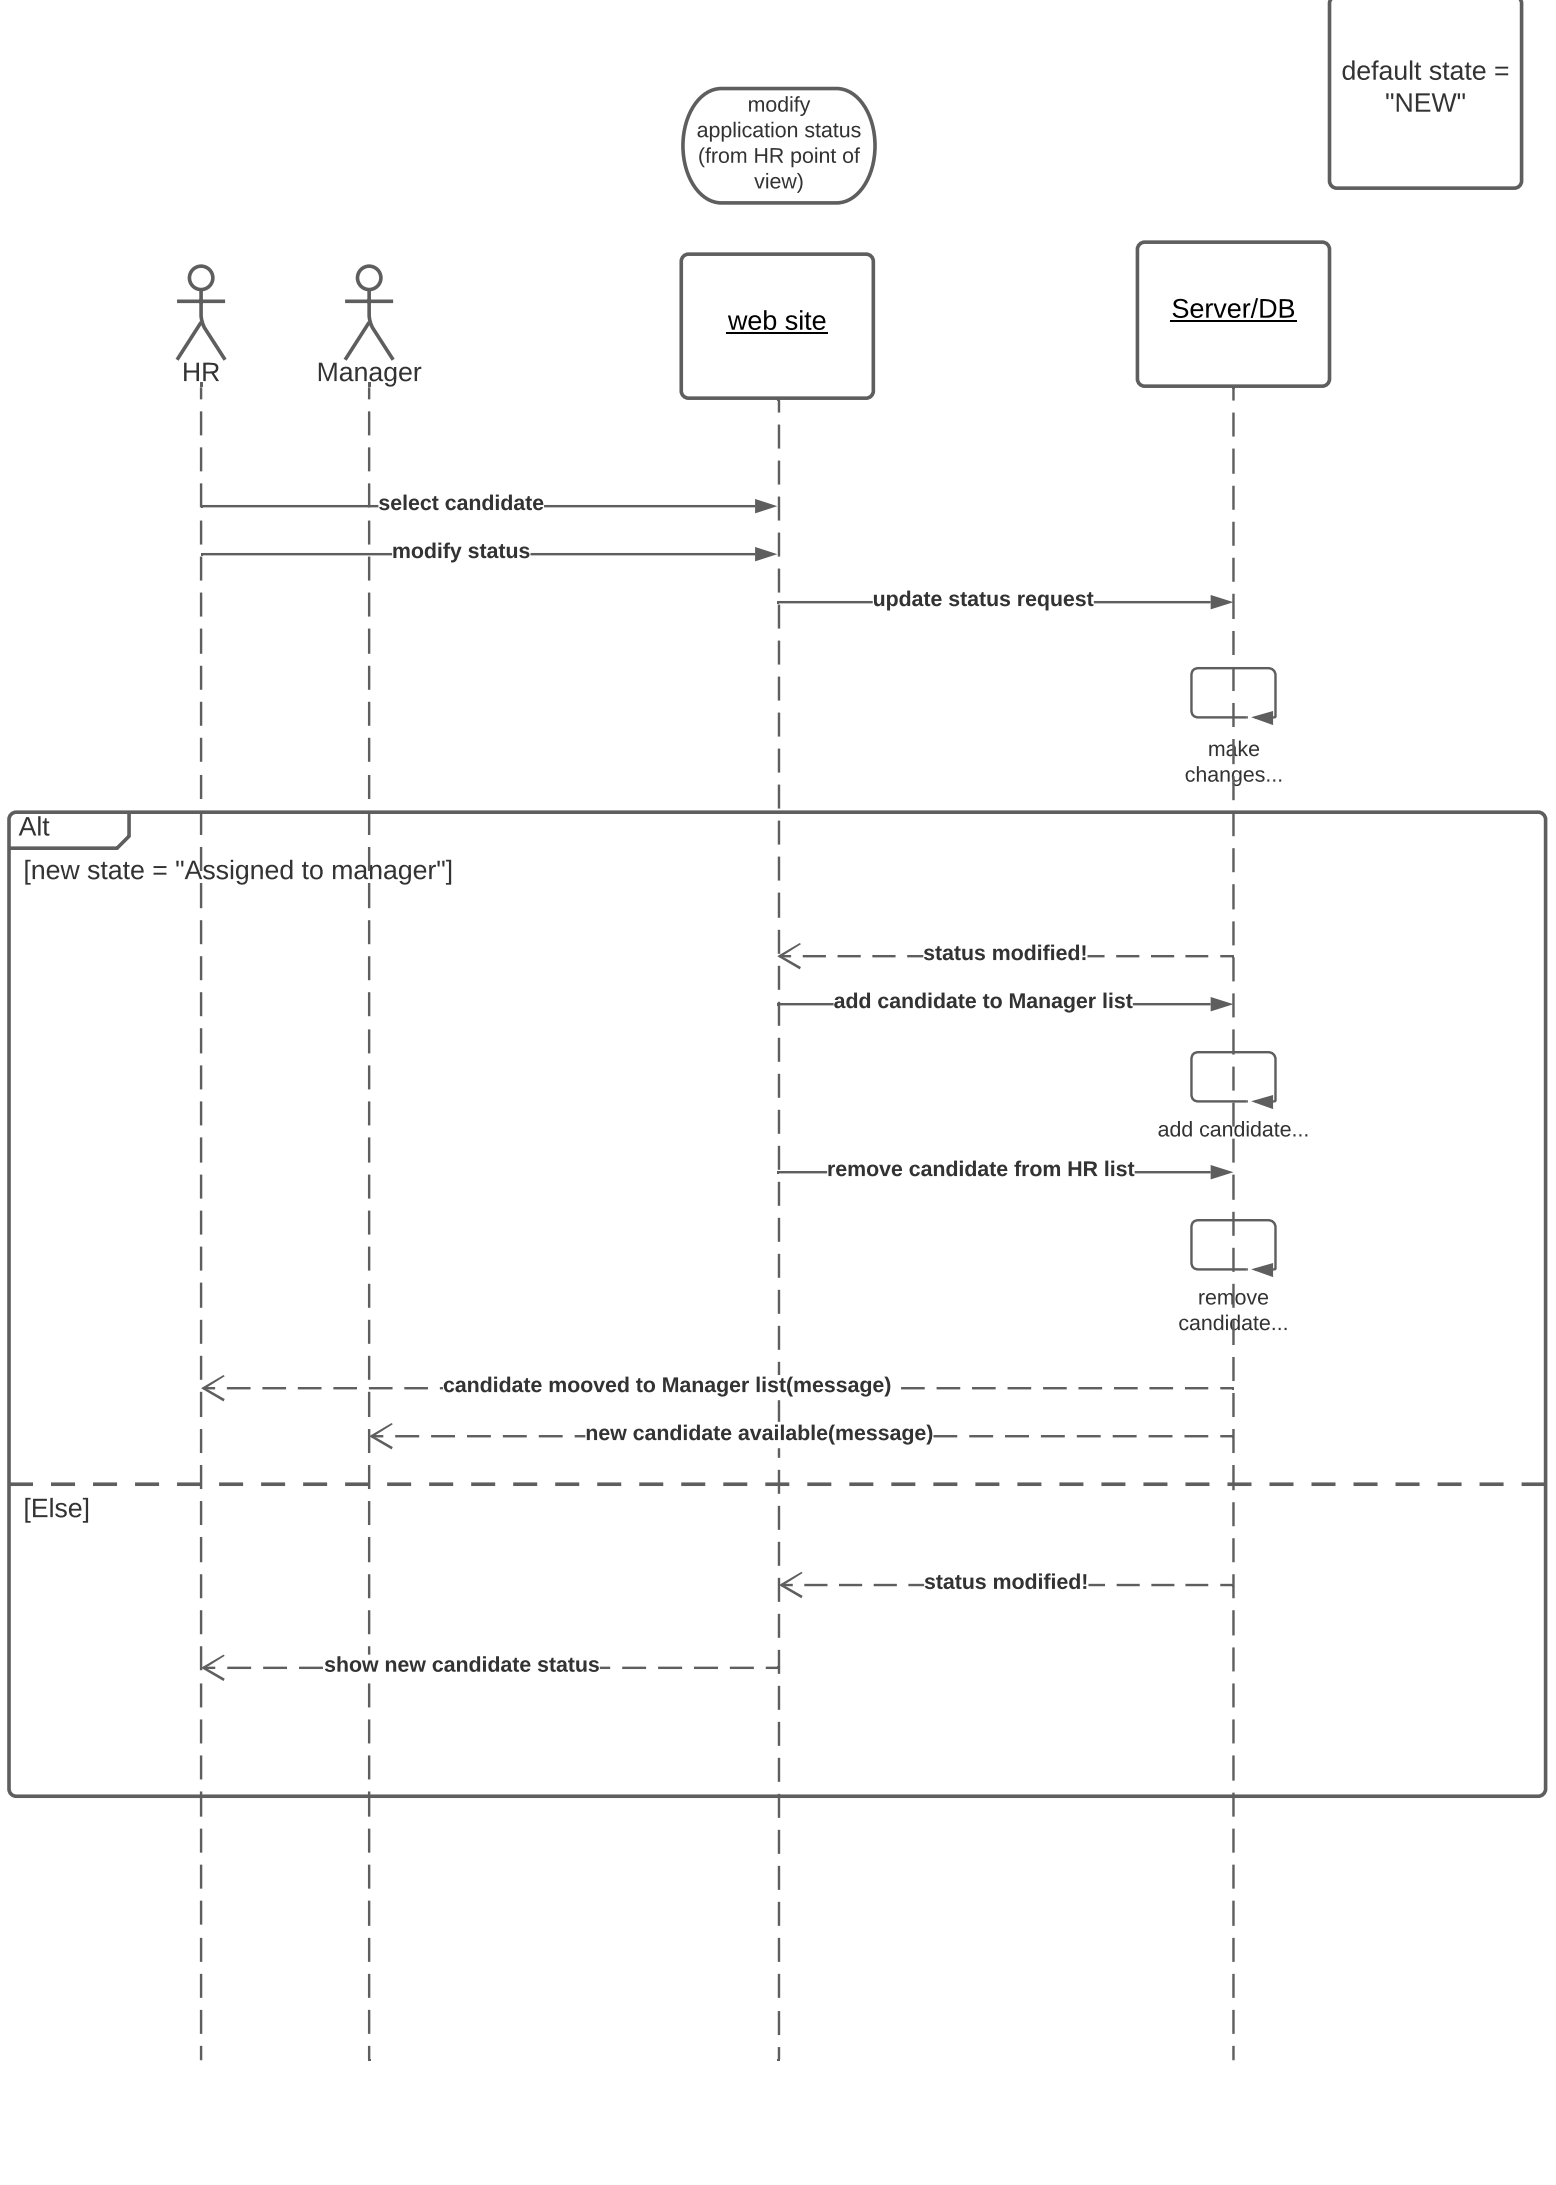 default state =
"NEW"
modify
application status
(from HR point of
view)
HR
Manager
web site
Server/DB
select candidate
modify status
update status request
make
changes...
Alt
[new state = "Assigned to manager"]
status modified!
add candidate to Manager list
add candidate...
remove candidate from HR list
remove
candidate...
candidate mooved to Manager list(message)
new candidate available(message)
[Else]
status modified!
show new candidate status